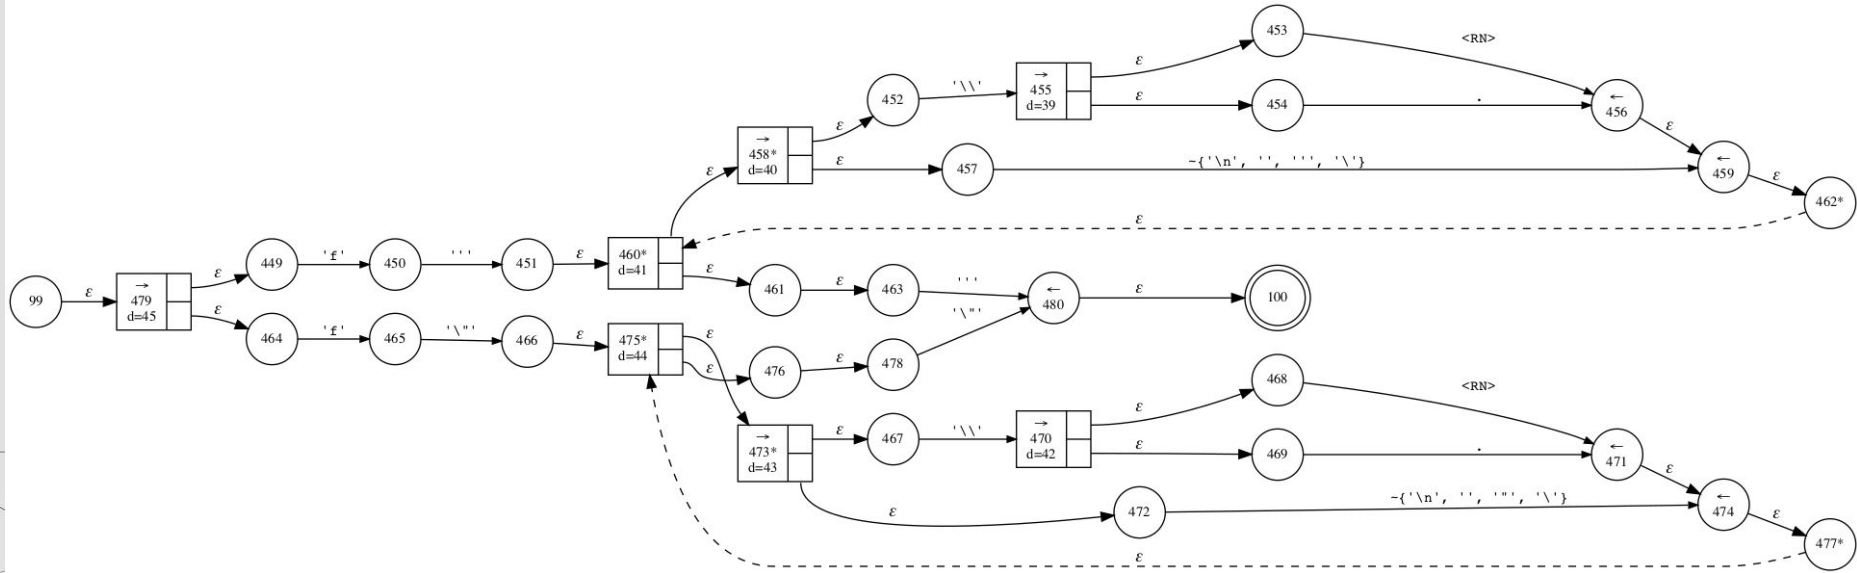 453
<RN>
ε
→
455
d=39
452
'\\'
ε
454
.
←
456
ε
→
458*
d=40
ε
ε
457
~{'\n', '', ''', '\'}
←
459
ε
462*
ε
ε
99
ε
→
479
d=45
ε
449
'f'
450
'''
451
ε
460*
d=41
ε
461
ε
463
'''
←
480
ε
100
ε
464
'f'
465
'\"'
466
ε
475*
d=44
ε
ε
476
ε
478
'\"'
468
<RN>
ε
→
473*
d=43
ε
467
'\\'
→
470
d=42
ε
469
.
←
471
ε
ε
472
~{'\n', '', '"', '\'}
←
474
ε
477*
ε